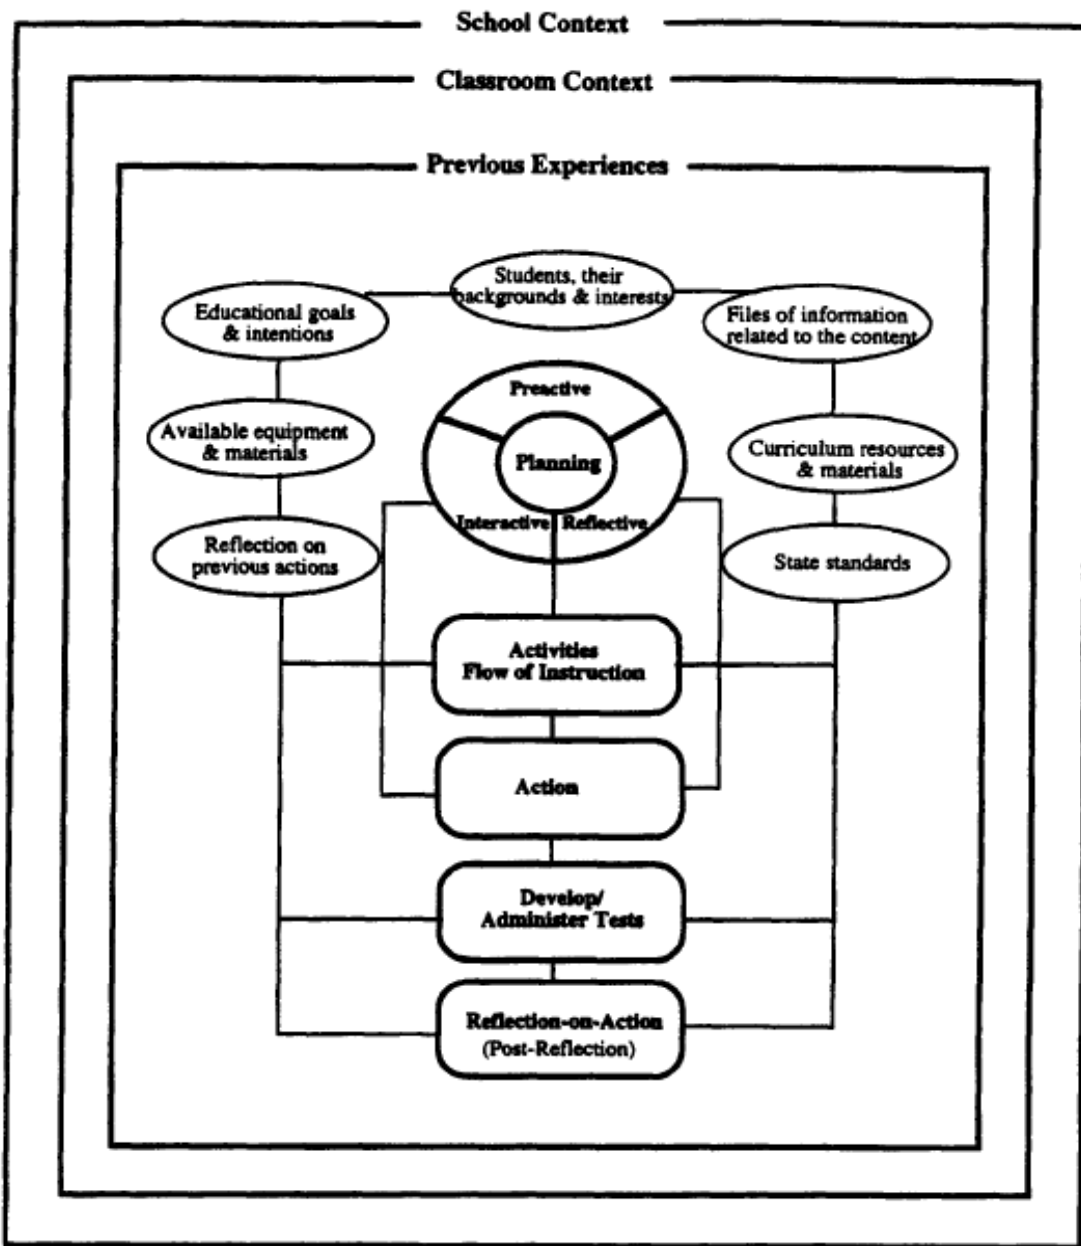 School Context
Classroom Context
Previous Experiences
Students, their
backgrounds & interests
Educational goals
& intentions
Files of information
related to the content
Preactive
Available equipment
& materials
Planning
Curriculum resources
& materials
Interactive
Reflective
Reflection on
previous actions
State standards
Activities
Flow of Instruction
Action
Develop/
Administer Tests
Reflection-on-Action
(Post-Reflection)